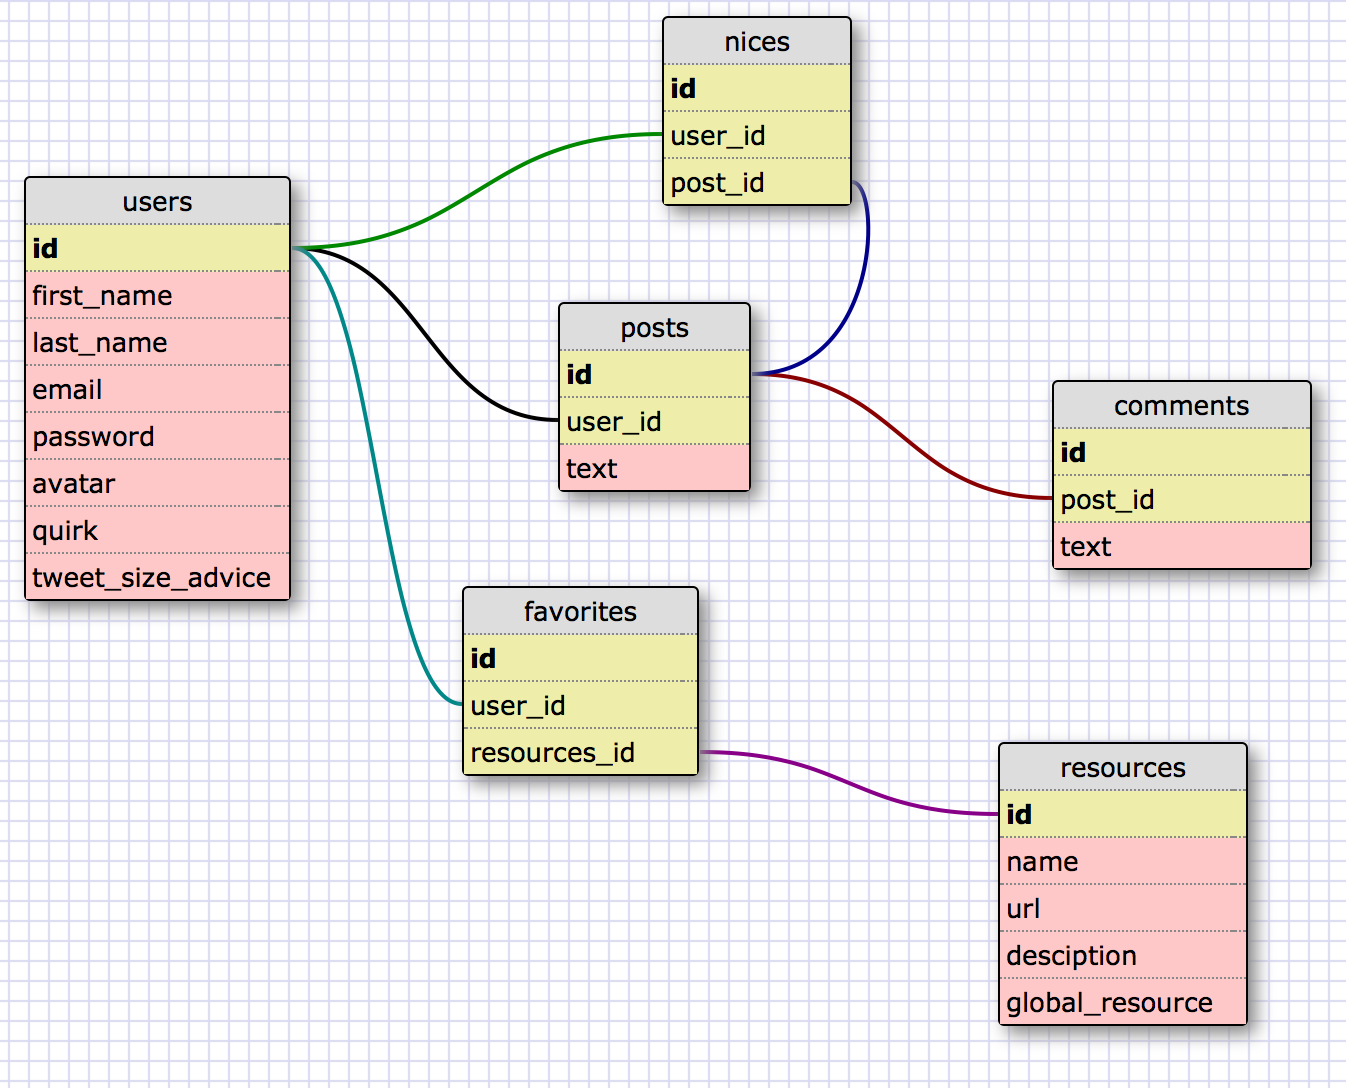 nices
id
user_id
post_id
users
id
first_name
last_name
email
password
avatar
quirk
tweet_size_advice
posts
id
user_id
text
comments
id
post_id
text
favorites
id
user_id
resources_id
resources
id
name
url
desciption
global_resource